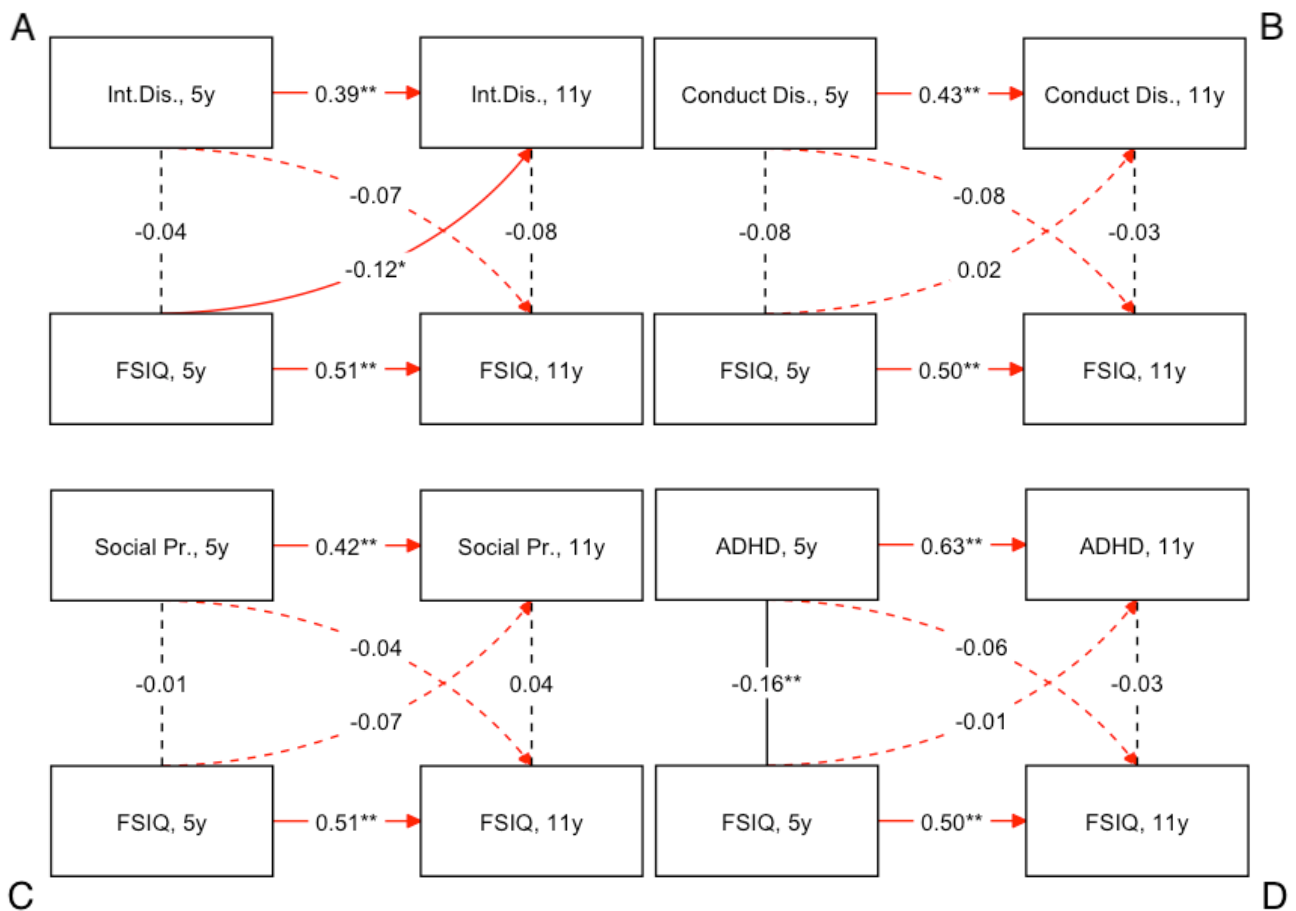 A
B
Int.Dis., 5y
0.39**
Int.Dis., 11y
Conduct Dis., 5y
0.43**
Conduct Dis., 11y
-0.07
-0.08
-0.04
-0.08
-0.08
-0.03
-0.12*
0.02
FSIQ, 5y
0.51**
FSIQ, 11y
FSIQ, 5y
0.50**
FSIQ, 11y
Social Pr., 5y
0.42**
Social Pr., 11y
ADHD, 5y
0.63**
ADHD, 11y
-0.04
-0.06
-0.01
0.04
-0.16**
-0.03
-0.07
-0.01
FSIQ, 5y
0.51**
FSIQ, 11y
FSIQ, 5y
0.50**
FSIQ, 11y
C
D